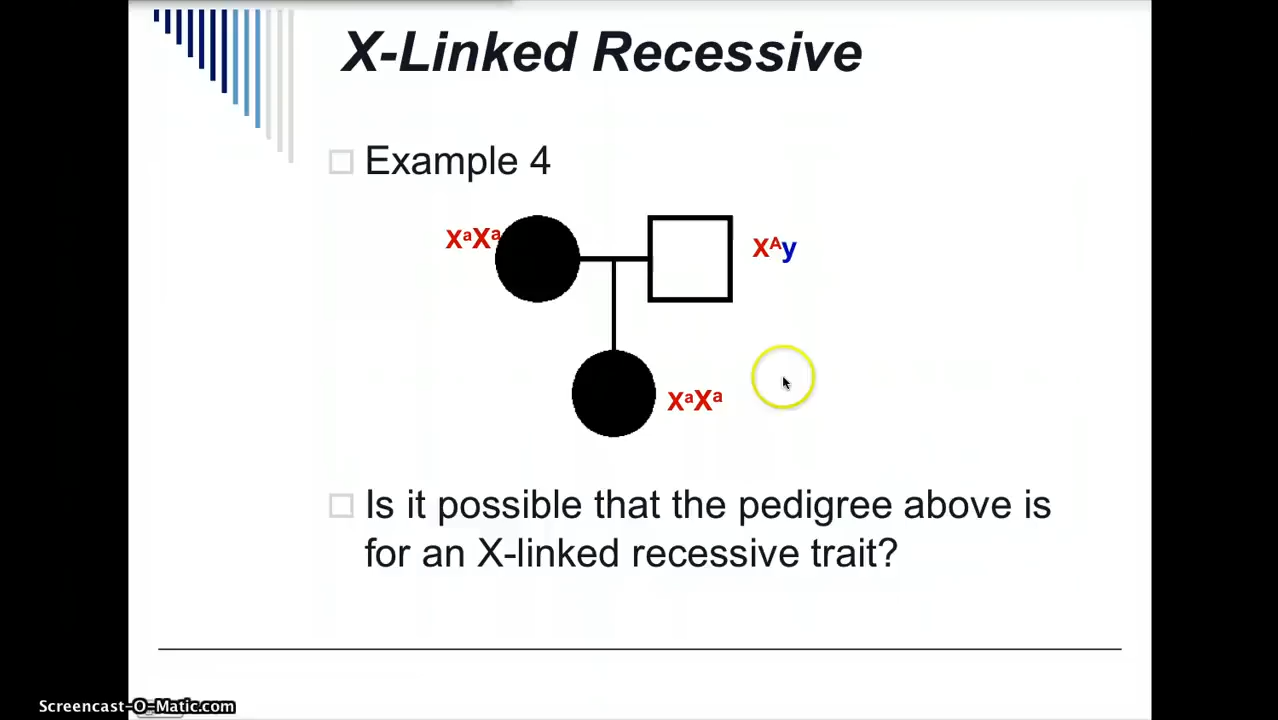 X-Linked Recessive
Example 4
XᵃXᵃ
Xᴬy
XᵃXᵃ
Is it possible that the pedigree above is
for an X-linked recessive trait?
Screencast-O-Matic.com